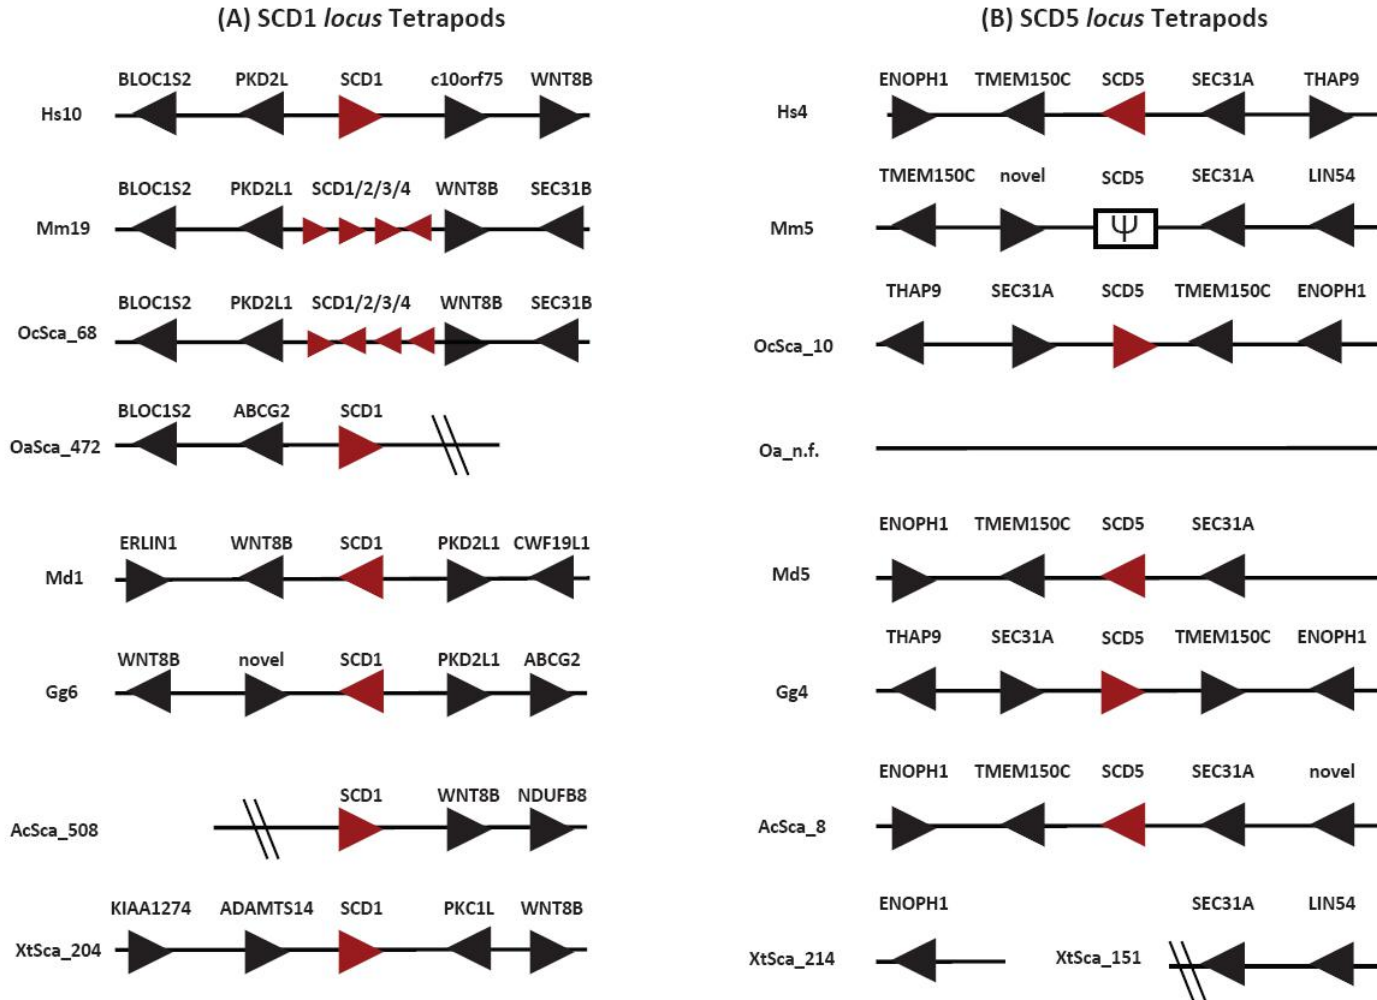 (A) SCD1 locus Tetrapods
BLOC1S2 PKD2L SCD1 c10orf75 WNT8B
Hs10
BLOC1S2 PKD2L1 SCD1/2/3/4 WNT8B SEC31B
Mm19
BLOC1S2 PKD2L1 SCD1/2/3/4 WNT8B SEC31B
OcSca_68
BLOC1S2 ABCG2 SCD1
OaSca_472
ERLIN1 WNT8B SCD1 PKD2L1 CWF19L1
Md1
WNT8B novel SCD1 PKD2L1 ABCG2
Gg6
SCD1 WNT8B NDUFB8
AcSca_508
KIAA1274 ADAMTS14 SCD1 PKC1L WNT8B
XtSca_204
(B) SCD5 locus Tetrapods
ENOPH1 TMEM150C SCD5 SEC31A THAP9
Hs4
TMEM150C novel SCD5 SEC31A LIN54
Mm5 Ψ
THAP9 SEC31A SCD5 TMEM150C ENOPH1
OcSca_10
Oa_n.f.
ENOPH1 TMEM150C SCD5 SEC31A
Md5
THAP9 SEC31A SCD5 TMEM150C ENOPH1
Gg4
ENOPH1 TMEM150C SCD5 SEC31A novel
AcSca_8
ENOPH1 SEC31A LIN54
XtSca_214 XtSca_151